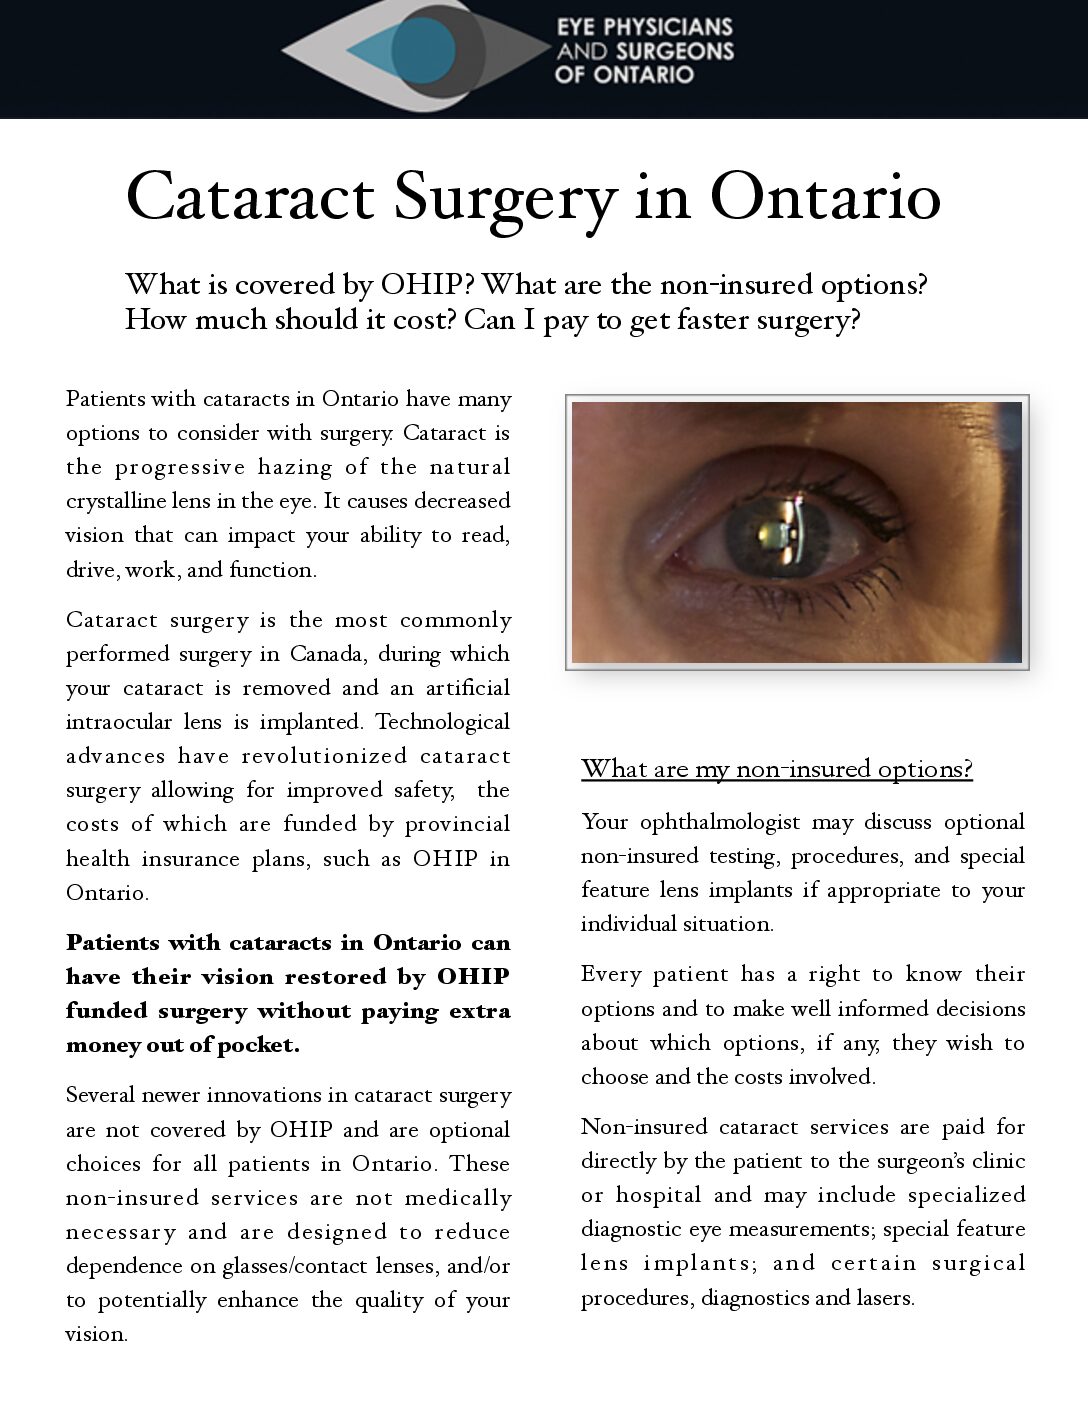 EYE PHYSICIANS
AND SURGEONS
OF ONTARIO
Cataract Surgery in Ontario
What is covered by OHIP? What are the non-insured options?
How much should it cost? Can I pay to get faster surgery?
Patients with cataracts in Ontario have many
options to consider with surgery. Cataract is
the progressive hazing of the natural
crystalline lens in the eye. It causes decreased
vision that can impact your ability to read,
drive, work, and function.
Cataract surgery is the most commonly
performed surgery in Canada, during which
your cataract is removed and an artificial
intraocular lens is implanted. Technological
advances have revolutionized cataract
surgery allowing for improved safety, the
costs of which are funded by provincial
health insurance plans, such as OHIP in
Ontario.
Patients with cataracts in Ontario can
have their vision restored by OHIP
funded surgery without paying extra
money out of pocket.
Several newer innovations in cataract surgery
are not covered by OHIP and are optional
choices for all patients in Ontario. These
non-insured services are not medically
necessary and are designed to reduce
dependence on glasses/contact lenses, and/or
to potentially enhance the quality of your
vision.
What are my non-insured options?
Your ophthalmologist may discuss optional
non-insured testing, procedures, and special
feature lens implants if appropriate to your
individual situation.
Every patient has a right to know their
options and to make well informed decisions
about which options, if any, they wish to
choose and the costs involved.
Non-insured cataract services are paid for
directly by the patient to the surgeon's clinic
or hospital and may include specialized
diagnostic eye measurements; special feature
lens implants; and certain surgical
procedures, diagnostics and lasers.